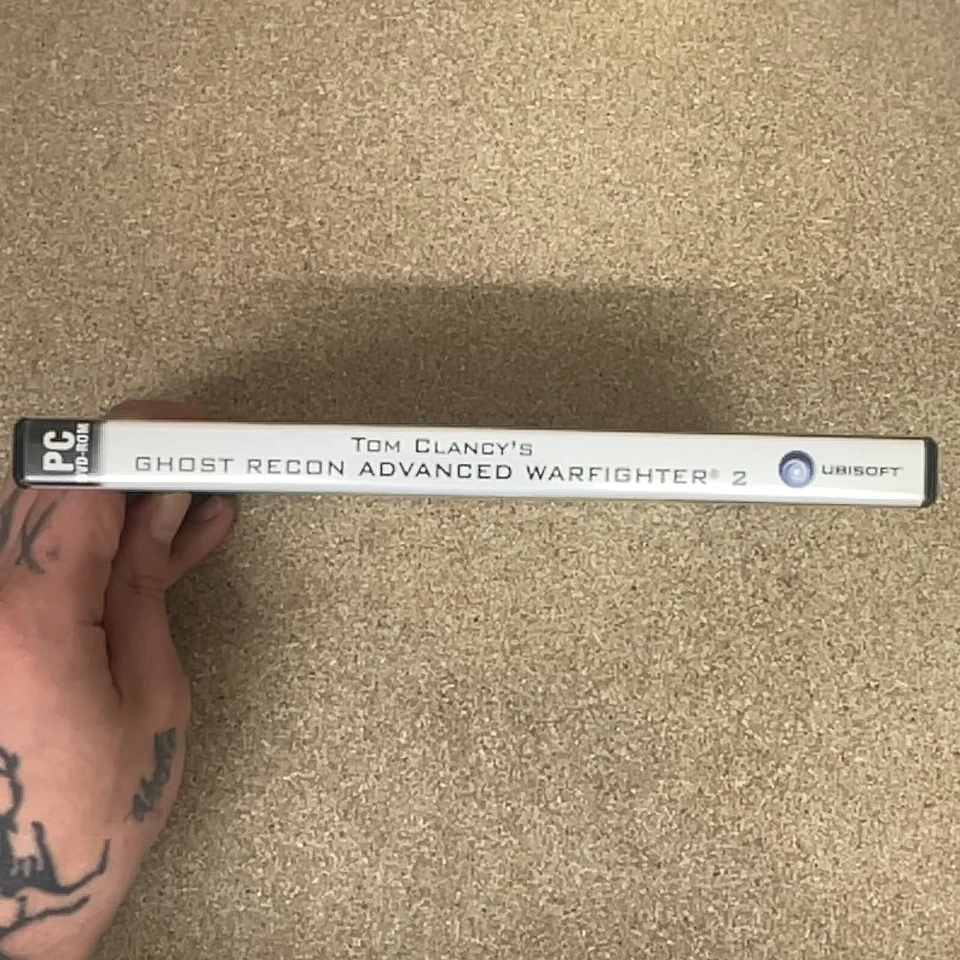 PC
DVD-ROM
TOM CLANCY'S
GHOST RECON ADVANCED WARFIGHTER® 2
UBISOFT